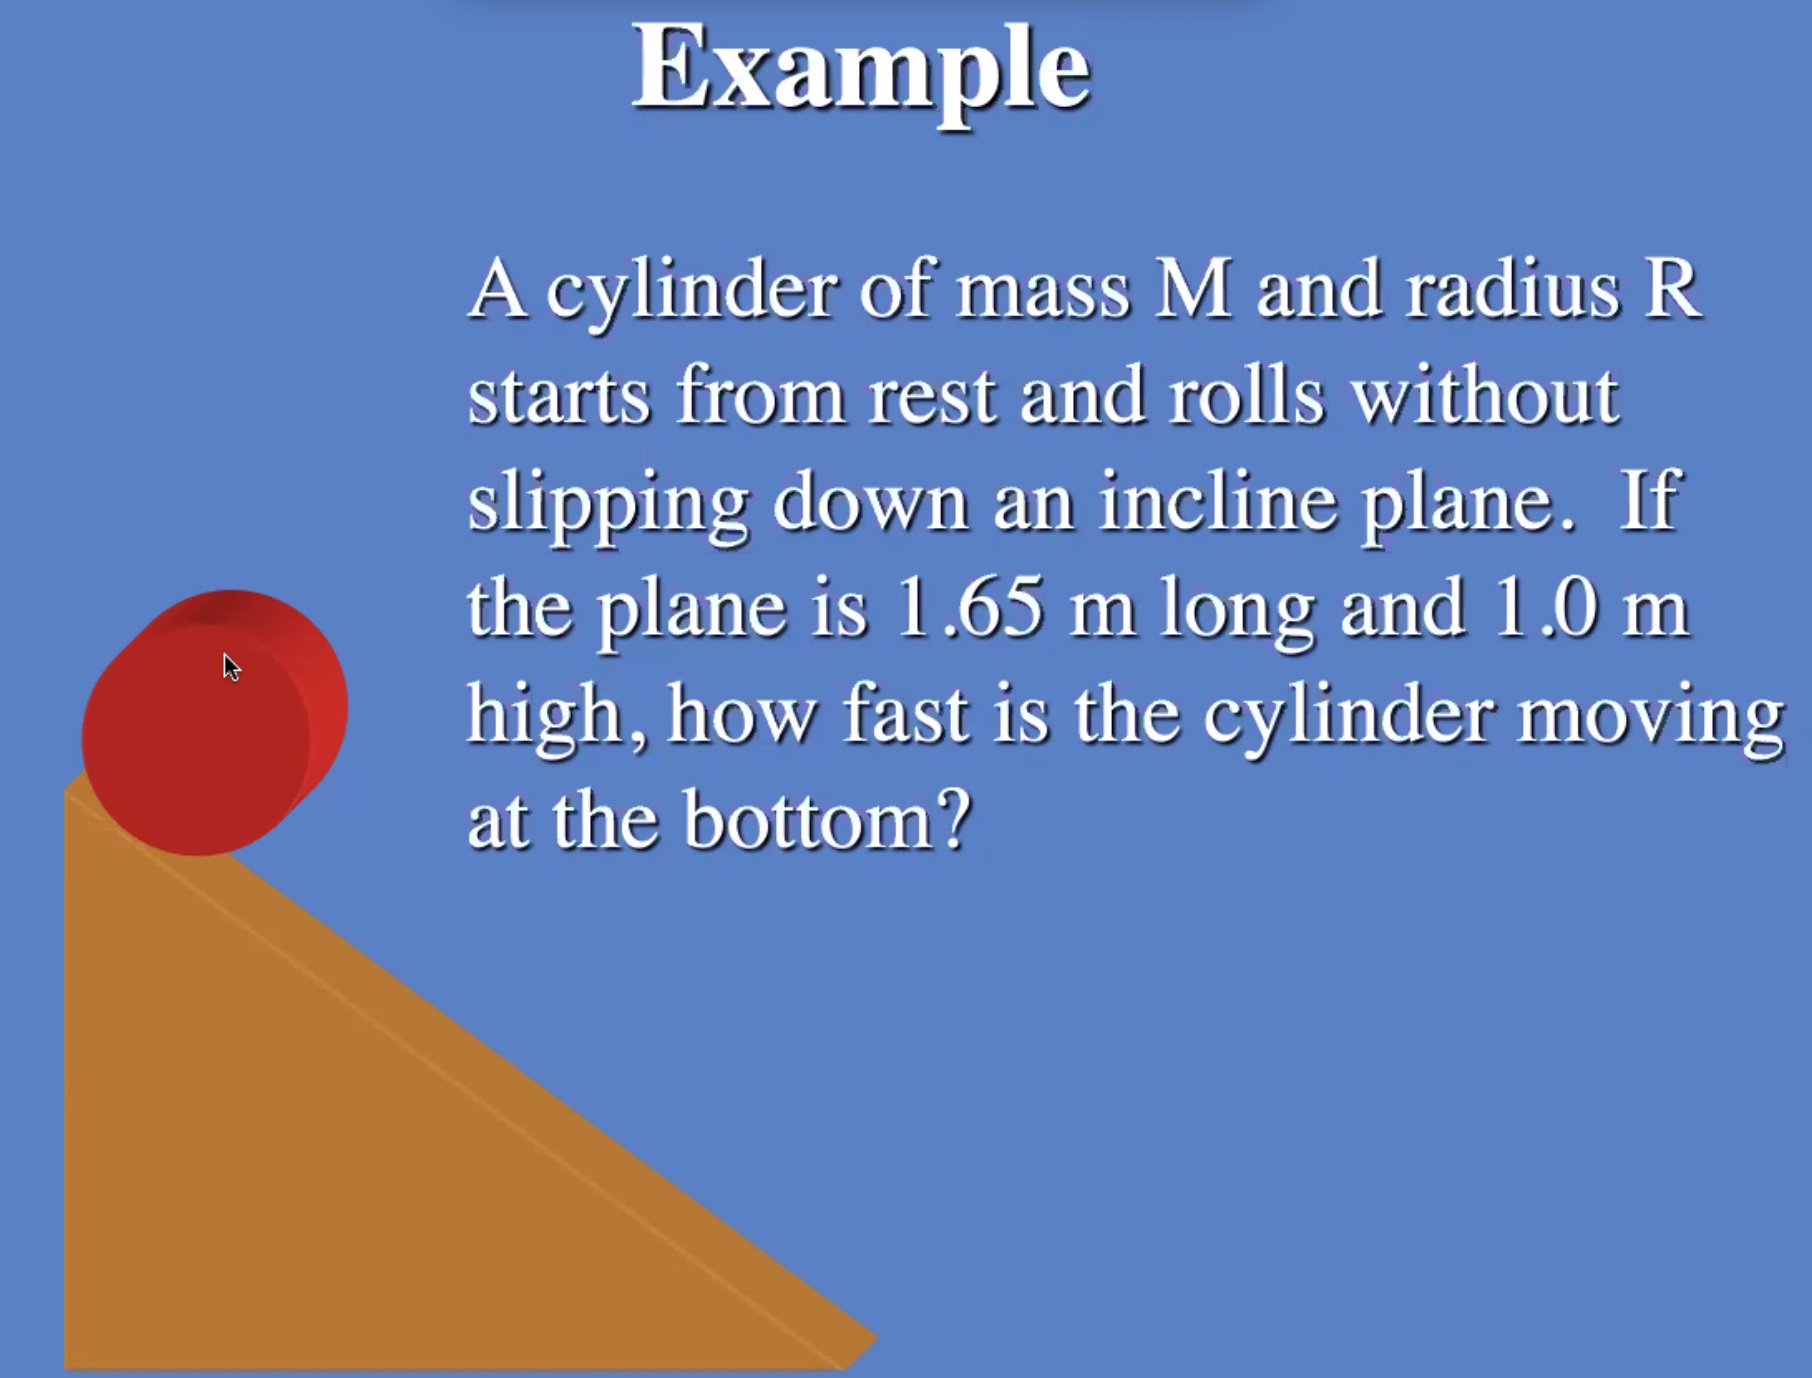 Example
A cylinder of mass M and radius R
starts from rest and rolls without
slipping down an incline plane.  If
the plane is 1.65 m long and 1.0 m
high, how fast is the cylinder moving
at the bottom?